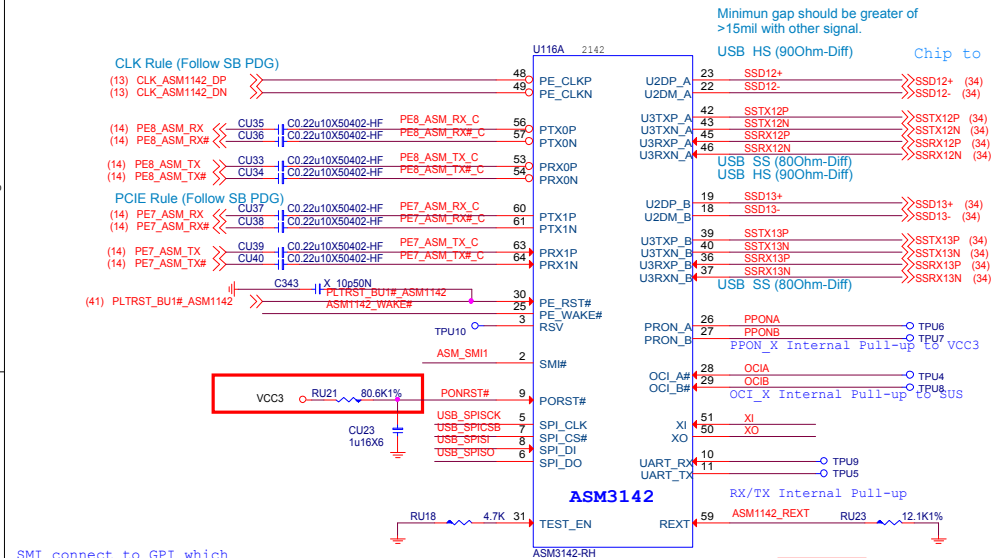 Minimun gap should be greater of
>15mil with other signal.
USB HS (90Ohm-Diff)
Chip to
CLK Rule (Follow SB PDG)
(13) CLK_ASM1142_DP
(13) CLK_ASM1142_DN
(14) PE8_ASM_RX
(14) PE8_ASM_RX#
CU35 C0.22u10X50402-HF PE8_ASM_RX_C
CU36 C0.22u10X50402-HF PE8_ASM_RX#_C
(14) PE8_ASM_TX
(14) PE8_ASM_TX#
CU33 C0.22u10X50402-HF PE8_ASM_TX_C
CU34 C0.22u10X50402-HF PE8_ASM_TX#_C
PCIE Rule (Follow SB PDG)
(14) PE7_ASM_RX
(14) PE7_ASM_RX#
CU37 C0.22u10X50402-HF PE7_ASM_RX_C
CU38 C0.22u10X50402-HF PE7_ASM_RX#_C
(14) PE7_ASM_TX
(14) PE7_ASM_TX#
CU39 C0.22u10X50402-HF PE7_ASM_TX_C
CU40 C0.22u10X50402-HF PE7_ASM_TX#_C
C343 X_10p50N
(41) PLTRST_BU1#_ASM1142
PLTRST_BU1#_ASM1142
ASM1142_WAKE#
TPU10
ASM_SMI1
VCC3 RU21 80.6K1% PONRST#
CU23
1u16X6
USB_SPISCK
USB_SPICSB
USB_SPISI
USB_SPISO
RU18 4.7K
SMI connect to GPI which
U116A 2142
48 PE_CLKP
49 PE_CLKN
56 PTX0P
57 PTX0N
53 PRX0P
54 PRX0N
60 PTX1P
61 PTX1N
63 PRX1P
64 PRX1N
30 PE_RST#
25 PE_WAKE#
3 RSV
2 SMI#
9 PORST#
5 SPI_CLK
7 SPI_CS#
8 SPI_DI
6 SPI_DO
31 TEST_EN
ASM3142
ASM3142-RH
U2DP_A 23 SSD12+ SSD12+ (34)
U2DM_A 22 SSD12- SSD12- (34)
U3TXP_A 42 SSTX12P SSTX12P (34)
U3TXN_A 43 SSTX12N SSTX12N (34)
U3RXP_A 45 SSRX12P SSRX12P (34)
U3RXN_A 46 SSRX12N SSRX12N (34)
USB SS (80Ohm-Diff)
USB HS (90Ohm-Diff)
U2DP_B 19 SSD13+ SSD13+ (34)
U2DM_B 18 SSD13- SSD13- (34)
U3TXP_B 39 SSTX13P SSTX13P (34)
U3TXN_B 40 SSTX13N SSTX13N (34)
U3RXP_B 36 SSRX13P SSRX13P (34)
U3RXN_B 37 SSRX13N SSRX13N (34)
USB SS (80Ohm-Diff)
PRON_A 26 PPONA TPU6
PRON_B 27 PPONB TPU7
PPON_X Internal Pull-up to VCC3
OCI_A# 28 OCIA TPU4
OCI_B# 29 OCIB TPU8
OCI_X Internal Pull-up to SUS
XI 51 XI
XO 50 XO
UART_RX 10 TPU9
UART_TX 11 TPU5
RX/TX Internal Pull-up
REXT 59 ASM1142_REXT RU23 12.1K1%